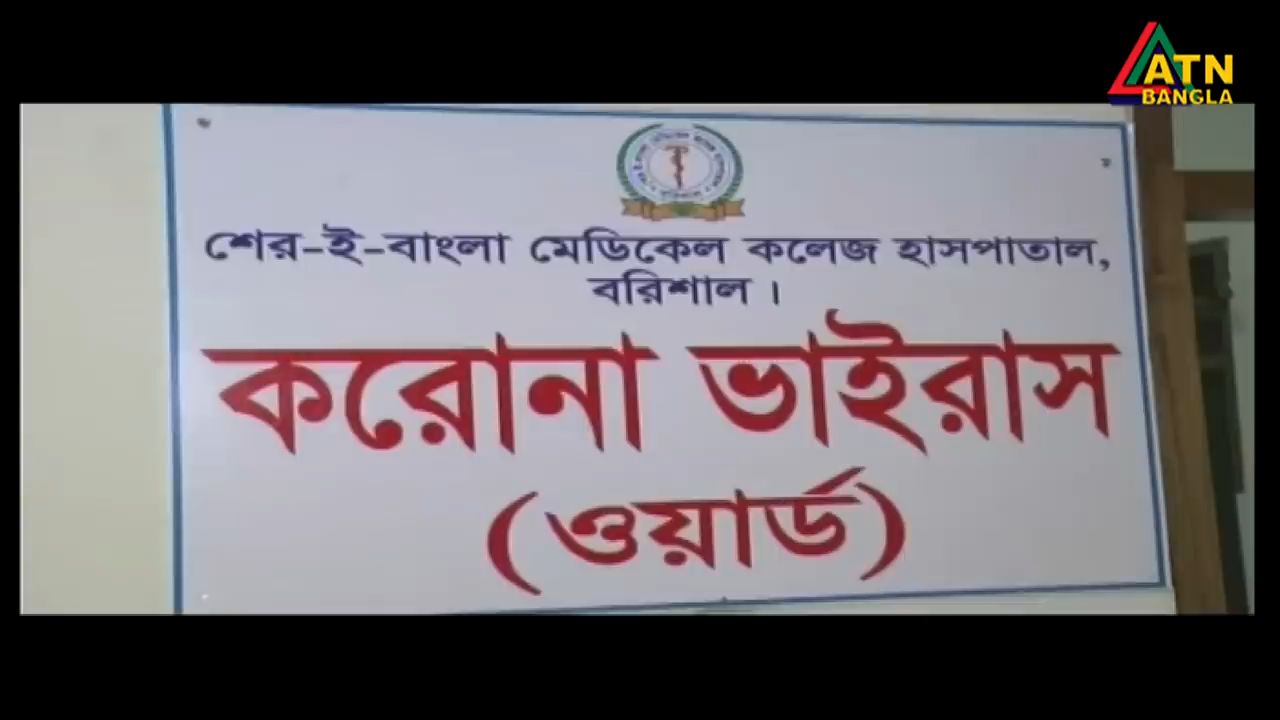 ATN
BANGLA
শের-ই-বাংলা মেডিকেল কলেজ হাসপাতাল,
বরিশাল।
করোনা ভাইরাস
(ওয়ার্ড)